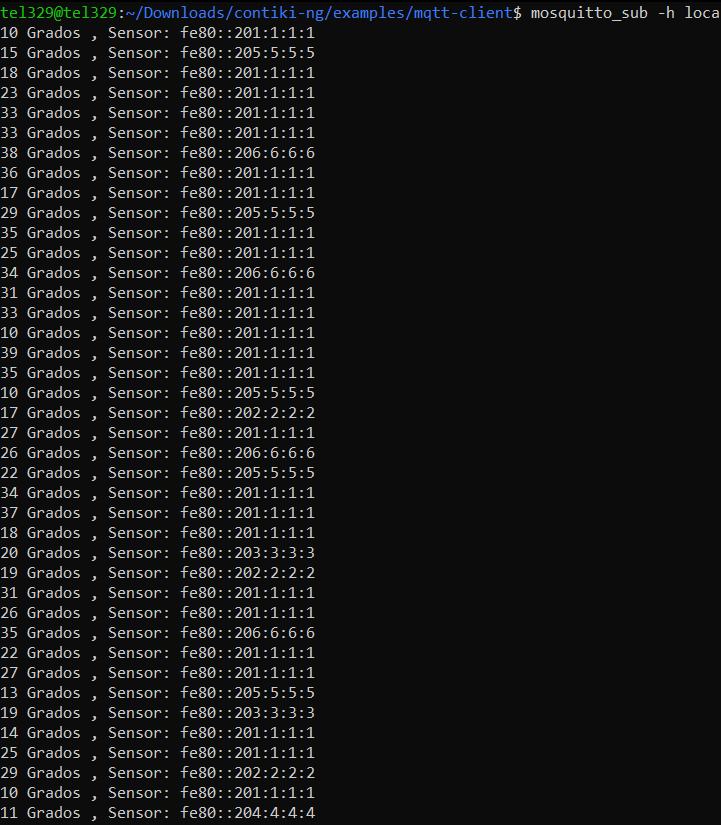 tel329@tel329:~/Downloads/contiki-ng/examples/mqtt-client$ mosquitto_sub -h loca
10 Grados , Sensor: fe80::201:1:1:1
15 Grados , Sensor: fe80::205:5:5:5
18 Grados , Sensor: fe80::201:1:1:1
23 Grados , Sensor: fe80::201:1:1:1
33 Grados , Sensor: fe80::201:1:1:1
33 Grados , Sensor: fe80::201:1:1:1
38 Grados , Sensor: fe80::206:6:6:6
36 Grados , Sensor: fe80::201:1:1:1
17 Grados , Sensor: fe80::201:1:1:1
29 Grados , Sensor: fe80::205:5:5:5
35 Grados , Sensor: fe80::201:1:1:1
25 Grados , Sensor: fe80::201:1:1:1
34 Grados , Sensor: fe80::206:6:6:6
31 Grados , Sensor: fe80::201:1:1:1
33 Grados , Sensor: fe80::201:1:1:1
10 Grados , Sensor: fe80::201:1:1:1
39 Grados , Sensor: fe80::201:1:1:1
35 Grados , Sensor: fe80::201:1:1:1
10 Grados , Sensor: fe80::205:5:5:5
17 Grados , Sensor: fe80::202:2:2:2
27 Grados , Sensor: fe80::201:1:1:1
26 Grados , Sensor: fe80::206:6:6:6
22 Grados , Sensor: fe80::205:5:5:5
34 Grados , Sensor: fe80::201:1:1:1
37 Grados , Sensor: fe80::201:1:1:1
18 Grados , Sensor: fe80::201:1:1:1
20 Grados , Sensor: fe80::203:3:3:3
19 Grados , Sensor: fe80::202:2:2:2
31 Grados , Sensor: fe80::201:1:1:1
26 Grados , Sensor: fe80::201:1:1:1
35 Grados , Sensor: fe80::206:6:6:6
22 Grados , Sensor: fe80::201:1:1:1
27 Grados , Sensor: fe80::201:1:1:1
13 Grados , Sensor: fe80::205:5:5:5
19 Grados , Sensor: fe80::203:3:3:3
14 Grados , Sensor: fe80::201:1:1:1
25 Grados , Sensor: fe80::201:1:1:1
29 Grados , Sensor: fe80::202:2:2:2
10 Grados , Sensor: fe80::201:1:1:1
11 Grados , Sensor: fe80::204:4:4:4